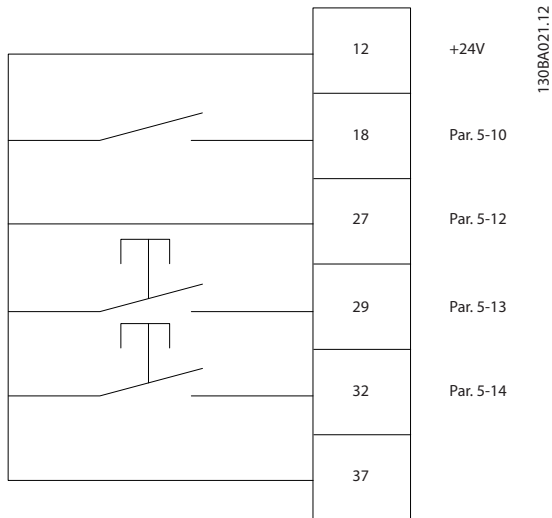 12 +24V
18 Par. 5-10
27 Par. 5-12
29 Par. 5-13
32 Par. 5-14
37
130BA021.12